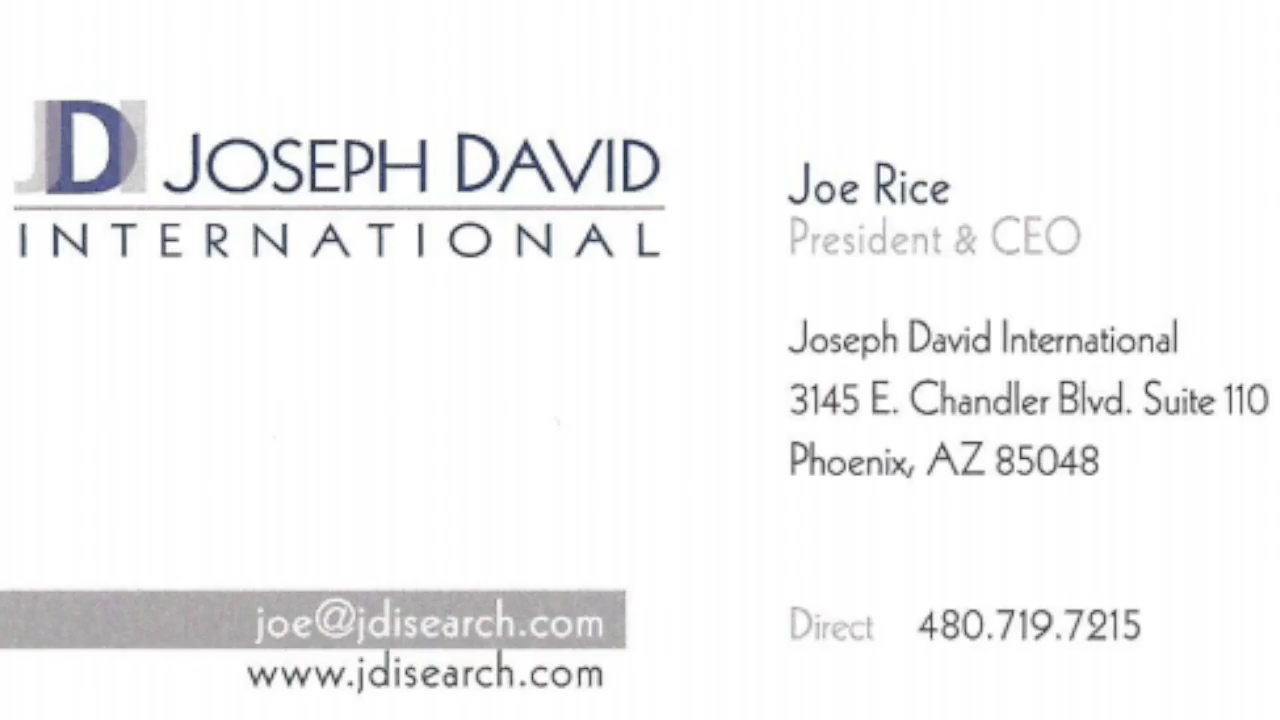 JDI JOSEPH DAVID
INTERNATIONAL
Joe Rice
President & CEO
Joseph David International
3145 E. Chandler Blvd. Suite 110
Phoenix, AZ 85048
joe@jdisearch.com
www.jdisearch.com
Direct 480.719.7215